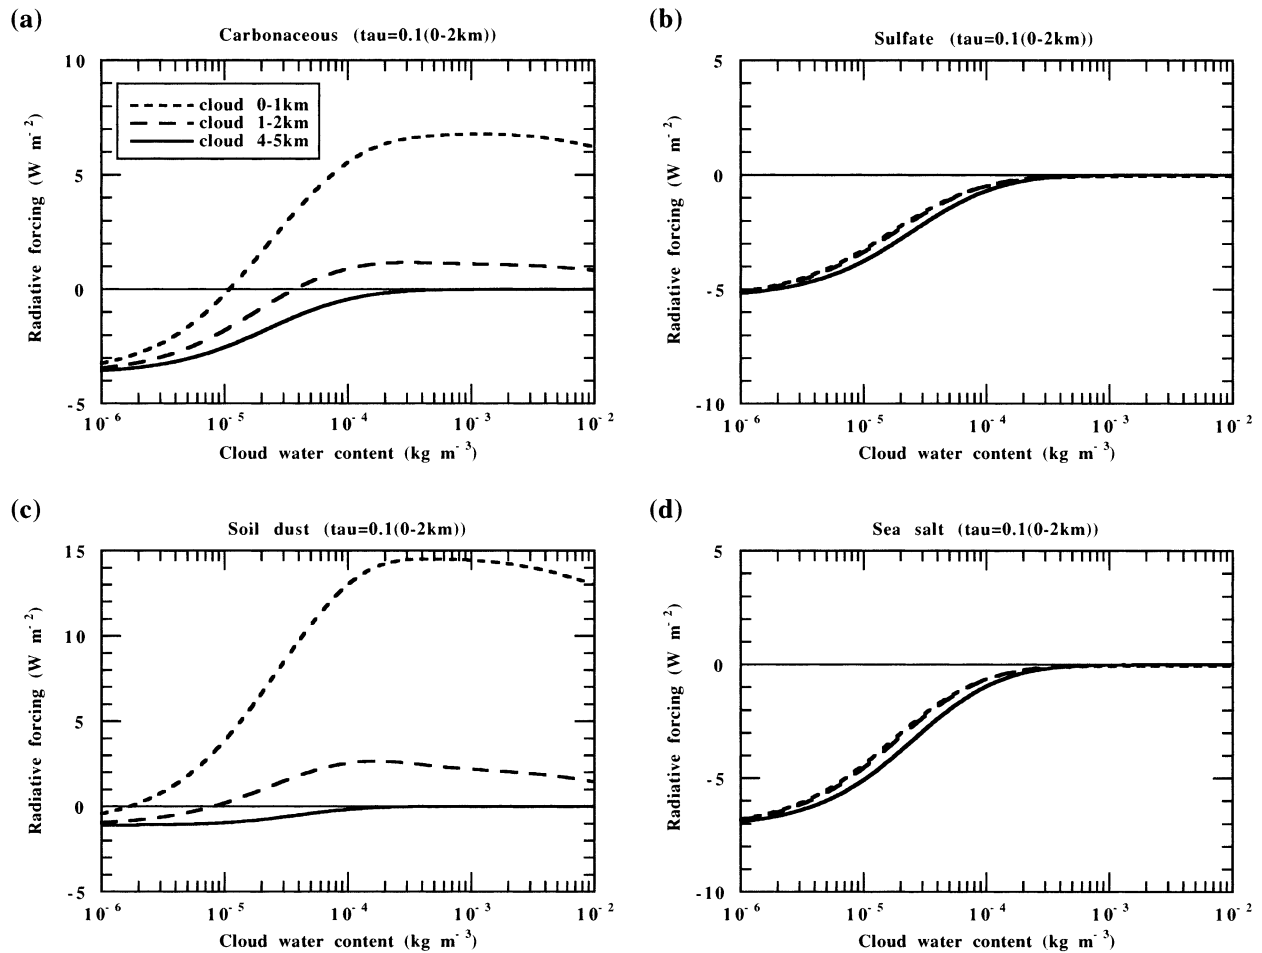 (a)
Carbonaceous (tau=0.1(0-2km))
10
5
0
-5
Radiative forcing (W m⁻²)
cloud 0-1km
cloud 1-2km
cloud 4-5km
10⁻⁶ 10⁻⁵ 10⁻⁴ 10⁻³ 10⁻²
Cloud water content (kg m⁻³)
(b)
Sulfate (tau=0.1(0-2km))
5
0
-5
-10
Radiative forcing (W m⁻²)
10⁻⁶ 10⁻⁵ 10⁻⁴ 10⁻³ 10⁻²
Cloud water content (kg m⁻³)
(c)
Soil dust (tau=0.1(0-2km))
15
10
5
0
-5
Radiative forcing (W m⁻²)
10⁻⁶ 10⁻⁵ 10⁻⁴ 10⁻³ 10⁻²
Cloud water content (kg m⁻³)
(d)
Sea salt (tau=0.1(0-2km))
5
0
-5
-10
Radiative forcing (W m⁻²)
10⁻⁶ 10⁻⁵ 10⁻⁴ 10⁻³ 10⁻²
Cloud water content (kg m⁻³)